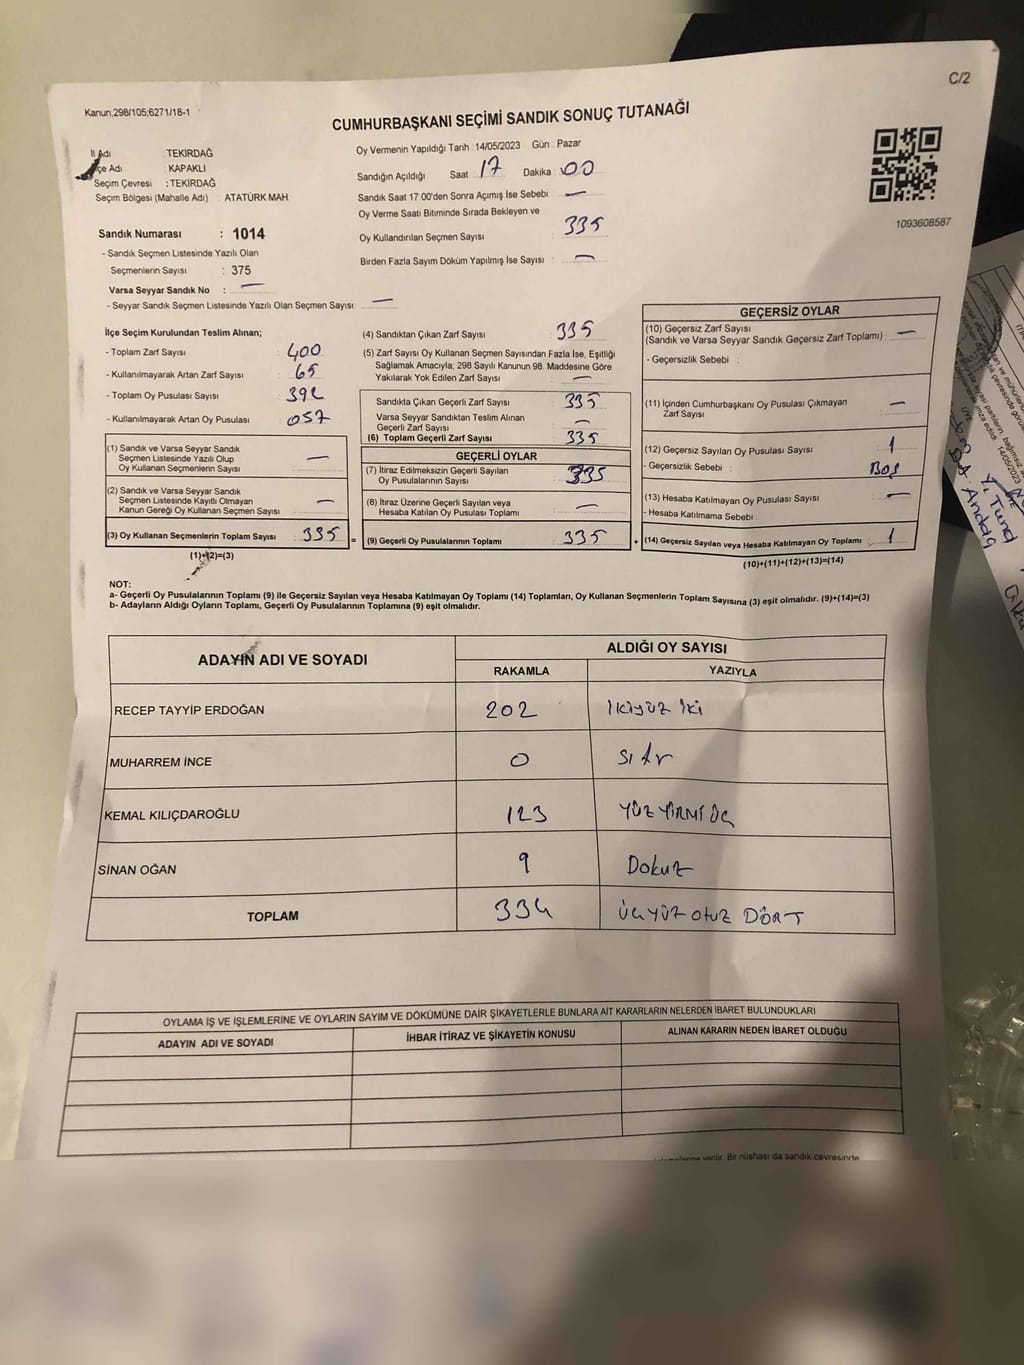 C/2
Kanun;298/105;6271/18-1
CUMHURBAŞKANI SEÇİMİ SANDIK SONUÇ TUTANAĞI
İl Adı : TEKİRDAĞ
İlçe Adı : KAPAKLI
Seçim Çevresi : TEKİRDAĞ
Seçim Bölgesi (Mahalle Adı) : ATATÜRK MAH
Sandık Numarası : 1014
- Sandık Seçmen Listesinde Yazılı Olan
Seçmenlerin Sayısı : 375
Varsa Seyyar Sandık No : —
- Seyyar Sandık Seçmen Listesinde Yazılı Olan Seçmen Sayısı: —
Oy Vermenin Yapıldığı Tarih : 14/05/2023 Gün : Pazar
Sandığın Açıldığı Saat : 17 Dakika : 00
Sandık Saat 17:00'den Sonra Açımış İse Sebebi : —
Oy Verme Saati Bitiminde Sırada Bekleyen ve
Oy Kullandırılan Seçmen Sayısı : 335
Birden Fazla Sayım Döküm Yapılmış İse Sayısı : —
1093608587
İlçe Seçim Kurulundan Teslim Alınan;
- Toplam Zarf Sayısı : 400
- Kullanılmayarak Artan Zarf Sayısı : 65
- Toplam Oy Pusulası Sayısı : 392
- Kullanılmayarak Artan Oy Pusulası : 057
(1) Sandık ve Varsa Seyyar Sandık
Seçmen Listesinde Yazılı Olup
Oy Kullanan Seçmenlerin Sayısı : —
(2) Sandık ve Varsa Seyyar Sandık
Seçmen Listesinde Kayıtlı Olmayan
Kanun Gereği Oy Kullanan Seçmen Sayısı : —
(3) Oy Kullanan Seçmenlerin Toplam Sayısı : 335 =
(1)+(2)=(3)
(4) Sandıktan Çıkan Zarf Sayısı : 335
(5) Zarf Sayısı Oy Kullanan Seçmen Sayısından Fazla İse, Eşitliği
Sağlamak Amacıyla, 298 Sayılı Kanunun 98. Maddesine Göre
Yakılarak Yok Edilen Zarf Sayısı : —
Sandıkta Çıkan Geçerli Zarf Sayısı : 335
Varsa Seyyar Sandıktan Teslim Alınan
Geçerli Zarf Sayısı : —
(6) Toplam Geçerli Zarf Sayısı : 335
GEÇERLİ OYLAR
(7) İtiraz Edilmeksizin Geçerli Sayılan
Oy Pusulalarının Sayısı : 335
(8) İtiraz Üzerine Geçerli Sayılan veya
Hesaba Katılan Oy Pusulası Toplamı : —
(9) Geçerli Oy Pusulalarının Toplamı : 335 +
GEÇERSİZ OYLAR
(10) Geçersiz Zarf Sayısı
(Sandık ve Varsa Seyyar Sandık Geçersiz Zarf Toplamı) : —
- Geçersizlik Sebebi :
(11) İçinden Cumhurbaşkanı Oy Pusulası Çıkmayan
Zarf Sayısı : —
(12) Geçersiz Sayılan Oy Pusulası Sayısı : 1
- Geçersizlik Sebebi : BOŞ
(13) Hesaba Katılmayan Oy Pusulası Sayısı : —
- Hesaba Katılmama Sebebi
(14) Geçersiz Sayılan veya Hesaba Katılmayan Oy Toplamı : 1
(10)+(11)+(12)+(13)=(14)
NOT:
a- Geçerli Oy Pusulalarının Toplamı (9) ile Geçersiz Sayılan veya Hesaba Katılmayan Oy Toplamı (14) Toplamları, Oy Kullanan Seçmenlerin Toplam Sayısına (3) eşit olmalıdır. (9)+(14)=(3)
b- Adayların Aldığı Oyların Toplamı, Geçerli Oy Pusulalarının Toplamına (9) eşit olmalıdır.
ADAYIN ADI VE SOYADI ALDIĞI OY SAYISI
RAKAMLA YAZIYLA
RECEP TAYYİP ERDOĞAN 202 İkiyüz İki
MUHARREM İNCE 0 Sıfır
KEMAL KILIÇDAROĞLU 123 YÜZ YİRMİ ÜÇ
SİNAN OĞAN 9 Dokuz
TOPLAM 334 ÜÇYÜZ OTUZ DÖRT
OYLAMA İŞ VE İŞLEMLERİNE VE OYLARIN SAYIM VE DÖKÜMÜNE DAİR ŞİKAYETLERLE BUNLARA AİT KARARLARIN NELERDEN İBARET BULUNDUKLARI
ADAYIN ADI VE SOYADI İHBAR İTİRAZ VE ŞİKAYETİN KONUSU ALINAN KARARIN NEDEN İBARET OLDUĞU
verilir. Bir nüshası da sandık çevresinde